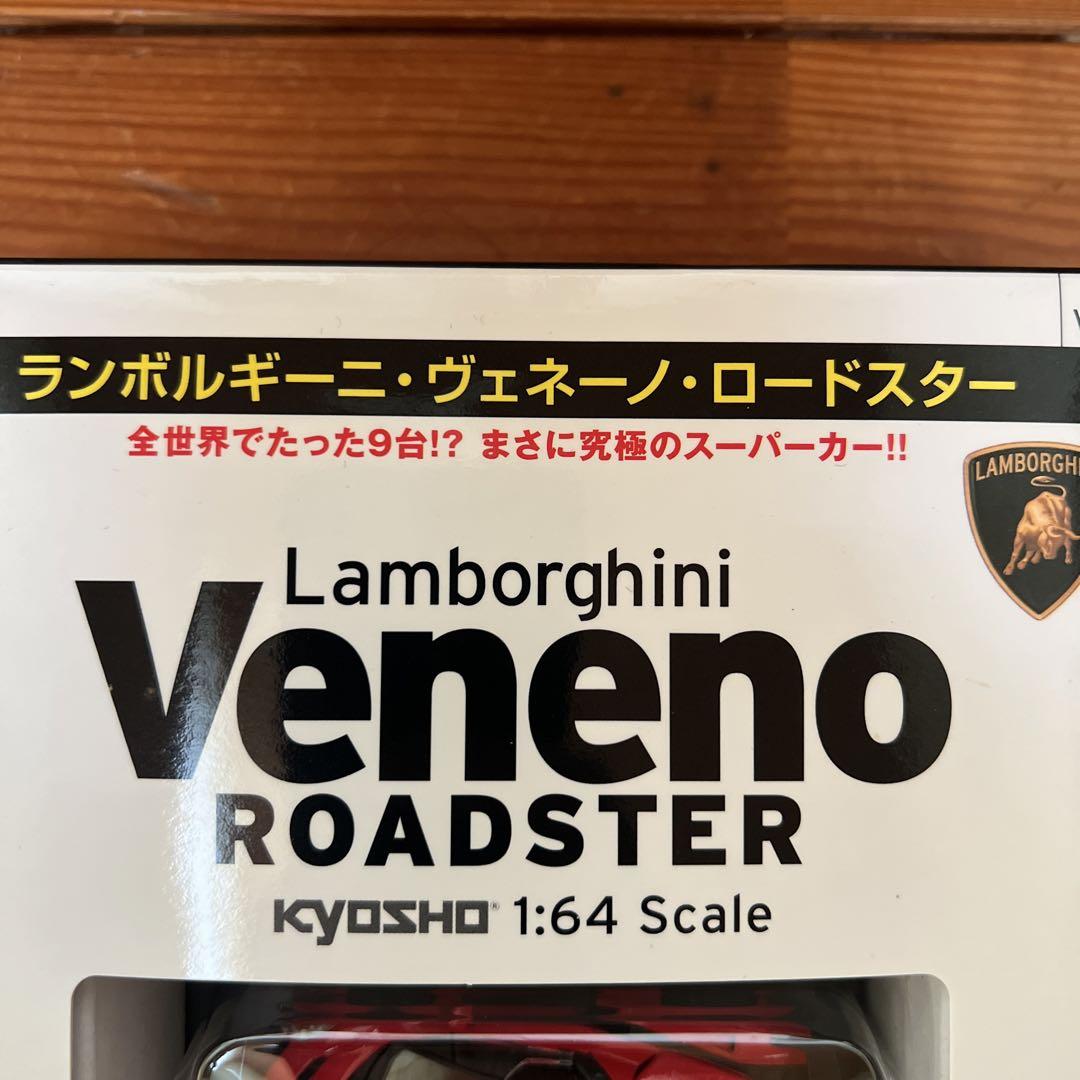 ランボルギーニ・ヴェネーノ・ロードスター
全世界でたった9台!? まさに究極のスーパーカー!!
Lamborghini
Veneno
ROADSTER
KYOSHO® 1:64 Scale